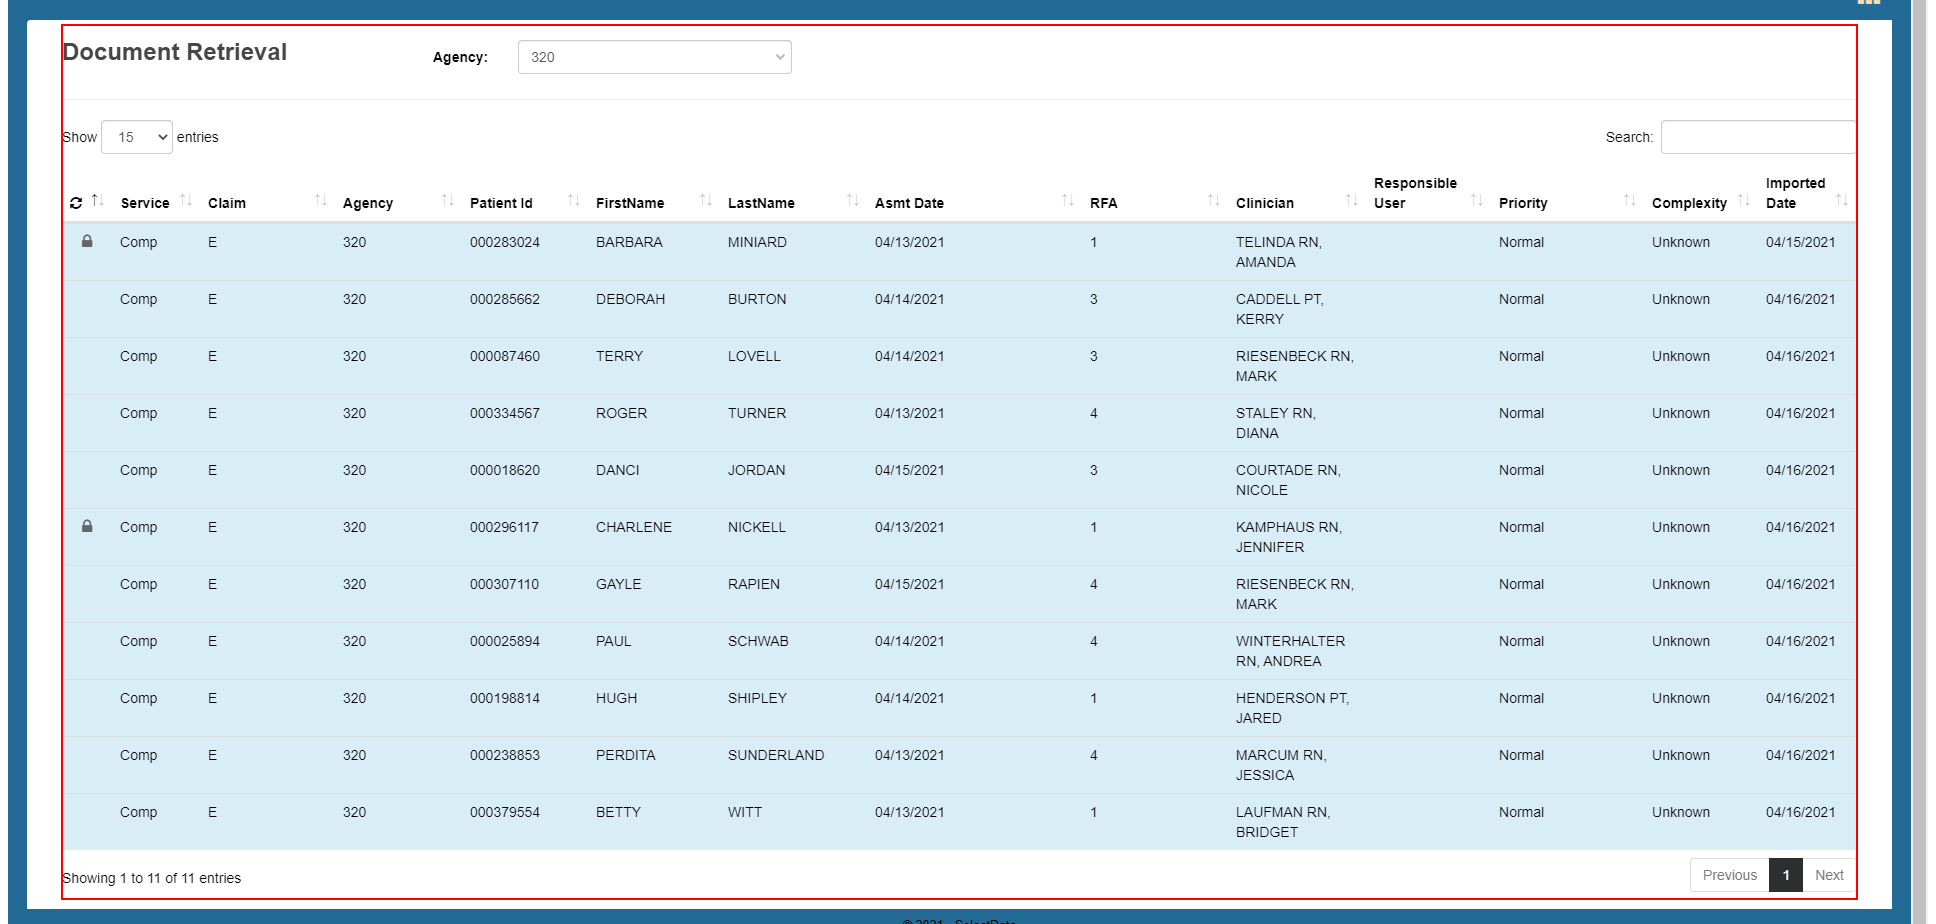 Document Retrieval Agency: 320
Show 15 entries Search:
Service Claim Agency Patient Id FirstName LastName Asmt Date RFA Clinician Responsible User Priority Complexity Imported Date
Comp E 320 000283024 BARBARA MINIARD 04/13/2021 1 TELINDA RN, AMANDA Normal Unknown 04/15/2021
Comp E 320 000285662 DEBORAH BURTON 04/14/2021 3 CADDELL PT, KERRY Normal Unknown 04/16/2021
Comp E 320 000087460 TERRY LOVELL 04/14/2021 3 RIESENBECK RN, MARK Normal Unknown 04/16/2021
Comp E 320 000334567 ROGER TURNER 04/13/2021 4 STALEY RN, DIANA Normal Unknown 04/16/2021
Comp E 320 000018620 DANCI JORDAN 04/15/2021 3 COURTADE RN, NICOLE Normal Unknown 04/16/2021
Comp E 320 000296117 CHARLENE NICKELL 04/13/2021 1 KAMPHAUS RN, JENNIFER Normal Unknown 04/16/2021
Comp E 320 000307110 GAYLE RAPIEN 04/15/2021 4 RIESENBECK RN, MARK Normal Unknown 04/16/2021
Comp E 320 000025894 PAUL SCHWAB 04/14/2021 4 WINTERHALTER RN, ANDREA Normal Unknown 04/16/2021
Comp E 320 000198814 HUGH SHIPLEY 04/14/2021 1 HENDERSON PT, JARED Normal Unknown 04/16/2021
Comp E 320 000238853 PERDITA SUNDERLAND 04/13/2021 4 MARCUM RN, JESSICA Normal Unknown 04/16/2021
Comp E 320 000379554 BETTY WITT 04/13/2021 1 LAUFMAN RN, BRIDGET Normal Unknown 04/16/2021
Showing 1 to 11 of 11 entries Previous 1 Next